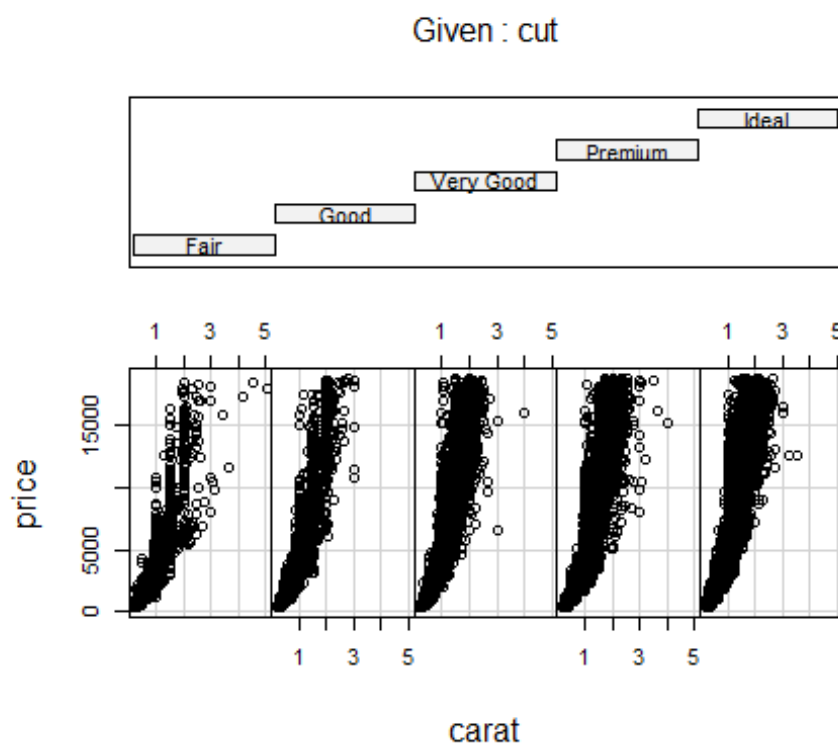 Given : cut
Ideal
Premium
Very Good
Good
Fair
1 3 5 1 3 5 1 3 5
15000
5000
0
price
1 3 5 1 3 5
carat